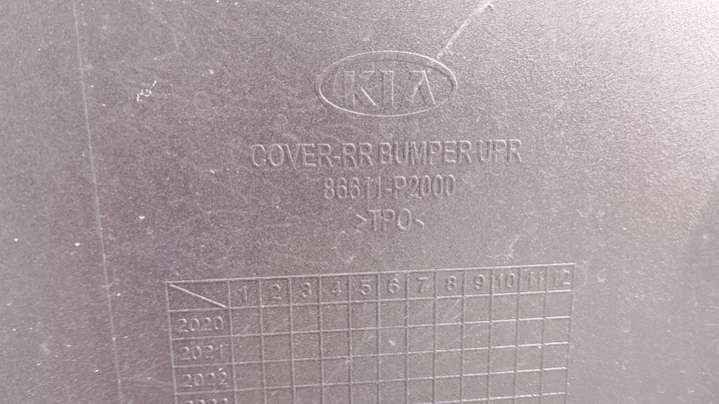 KIA
COVER-RR BUMPER UPR
86611-P2000
>TPO<
1 2 3 4 5 6 7 8 9 10 11 12
2020
2021
2022